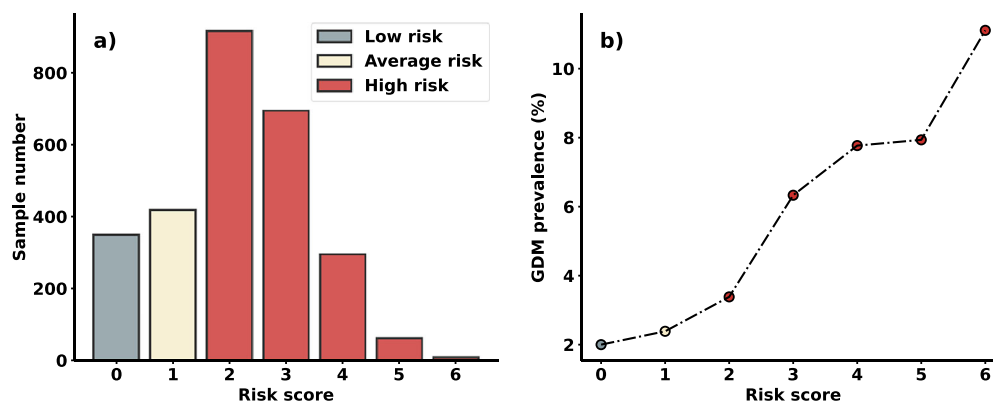 a)
Low risk
Average risk
High risk
Sample number
800
600
400
200
0
0 1 2 3 4 5 6
Risk score
b)
GDM prevalence (%)
10
8
6
4
2
0 1 2 3 4 5 6
Risk score